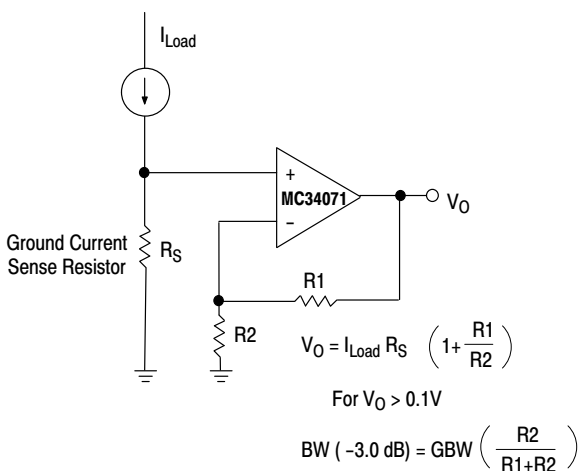 I_Load
+
MC34071
−
V_O
Ground Current
Sense Resistor
R_S
R1
R2
V_O = I_Load R_S (1+ R1/R2)
For V_O > 0.1V
BW ( −3.0 dB) = GBW ( R2/R1+R2 )